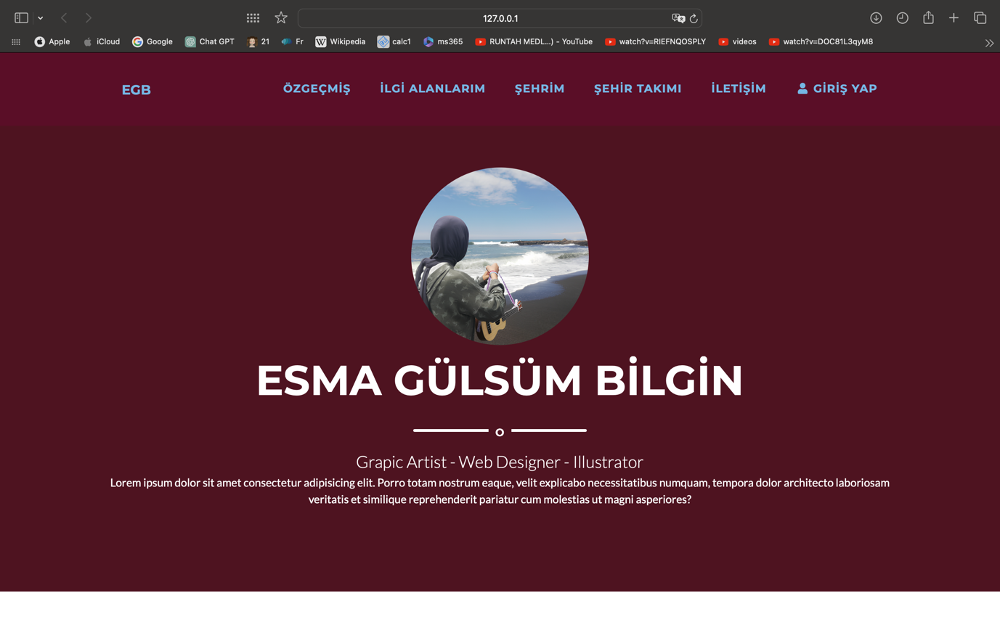 127.0.0.1
Apple
iCloud
Google
Chat GPT
21
Fr
Wikipedia
calc1
ms365
RUNTAH MEDL...) - YouTube
watch?v=RIEFNQOSPLY
videos
watch?v=DOC81L3qyM8
EGB
ÖZGEÇMİŞ
İLGİ ALANLARIM
ŞEHRİM
ŞEHİR TAKIMI
İLETİŞİM
GİRİŞ YAP
ESMA GÜLSÜM BİLGİN
Grapic Artist - Web Designer - Illustrator
Lorem ipsum dolor sit amet consectetur adipisicing elit. Porro totam nostrum eaque, velit explicabo necessitatibus numquam, tempora dolor architecto laboriosam
veritatis et similique reprehenderit pariatur cum molestias ut magni asperiores?